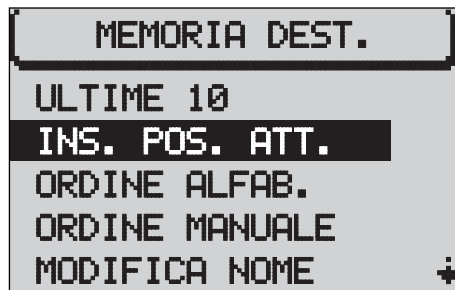 MEMORIA DEST.
ULTIME 10
INS. POS. ATT.
ORDINE ALFAB.
ORDINE MANUALE
MODIFICA NOME